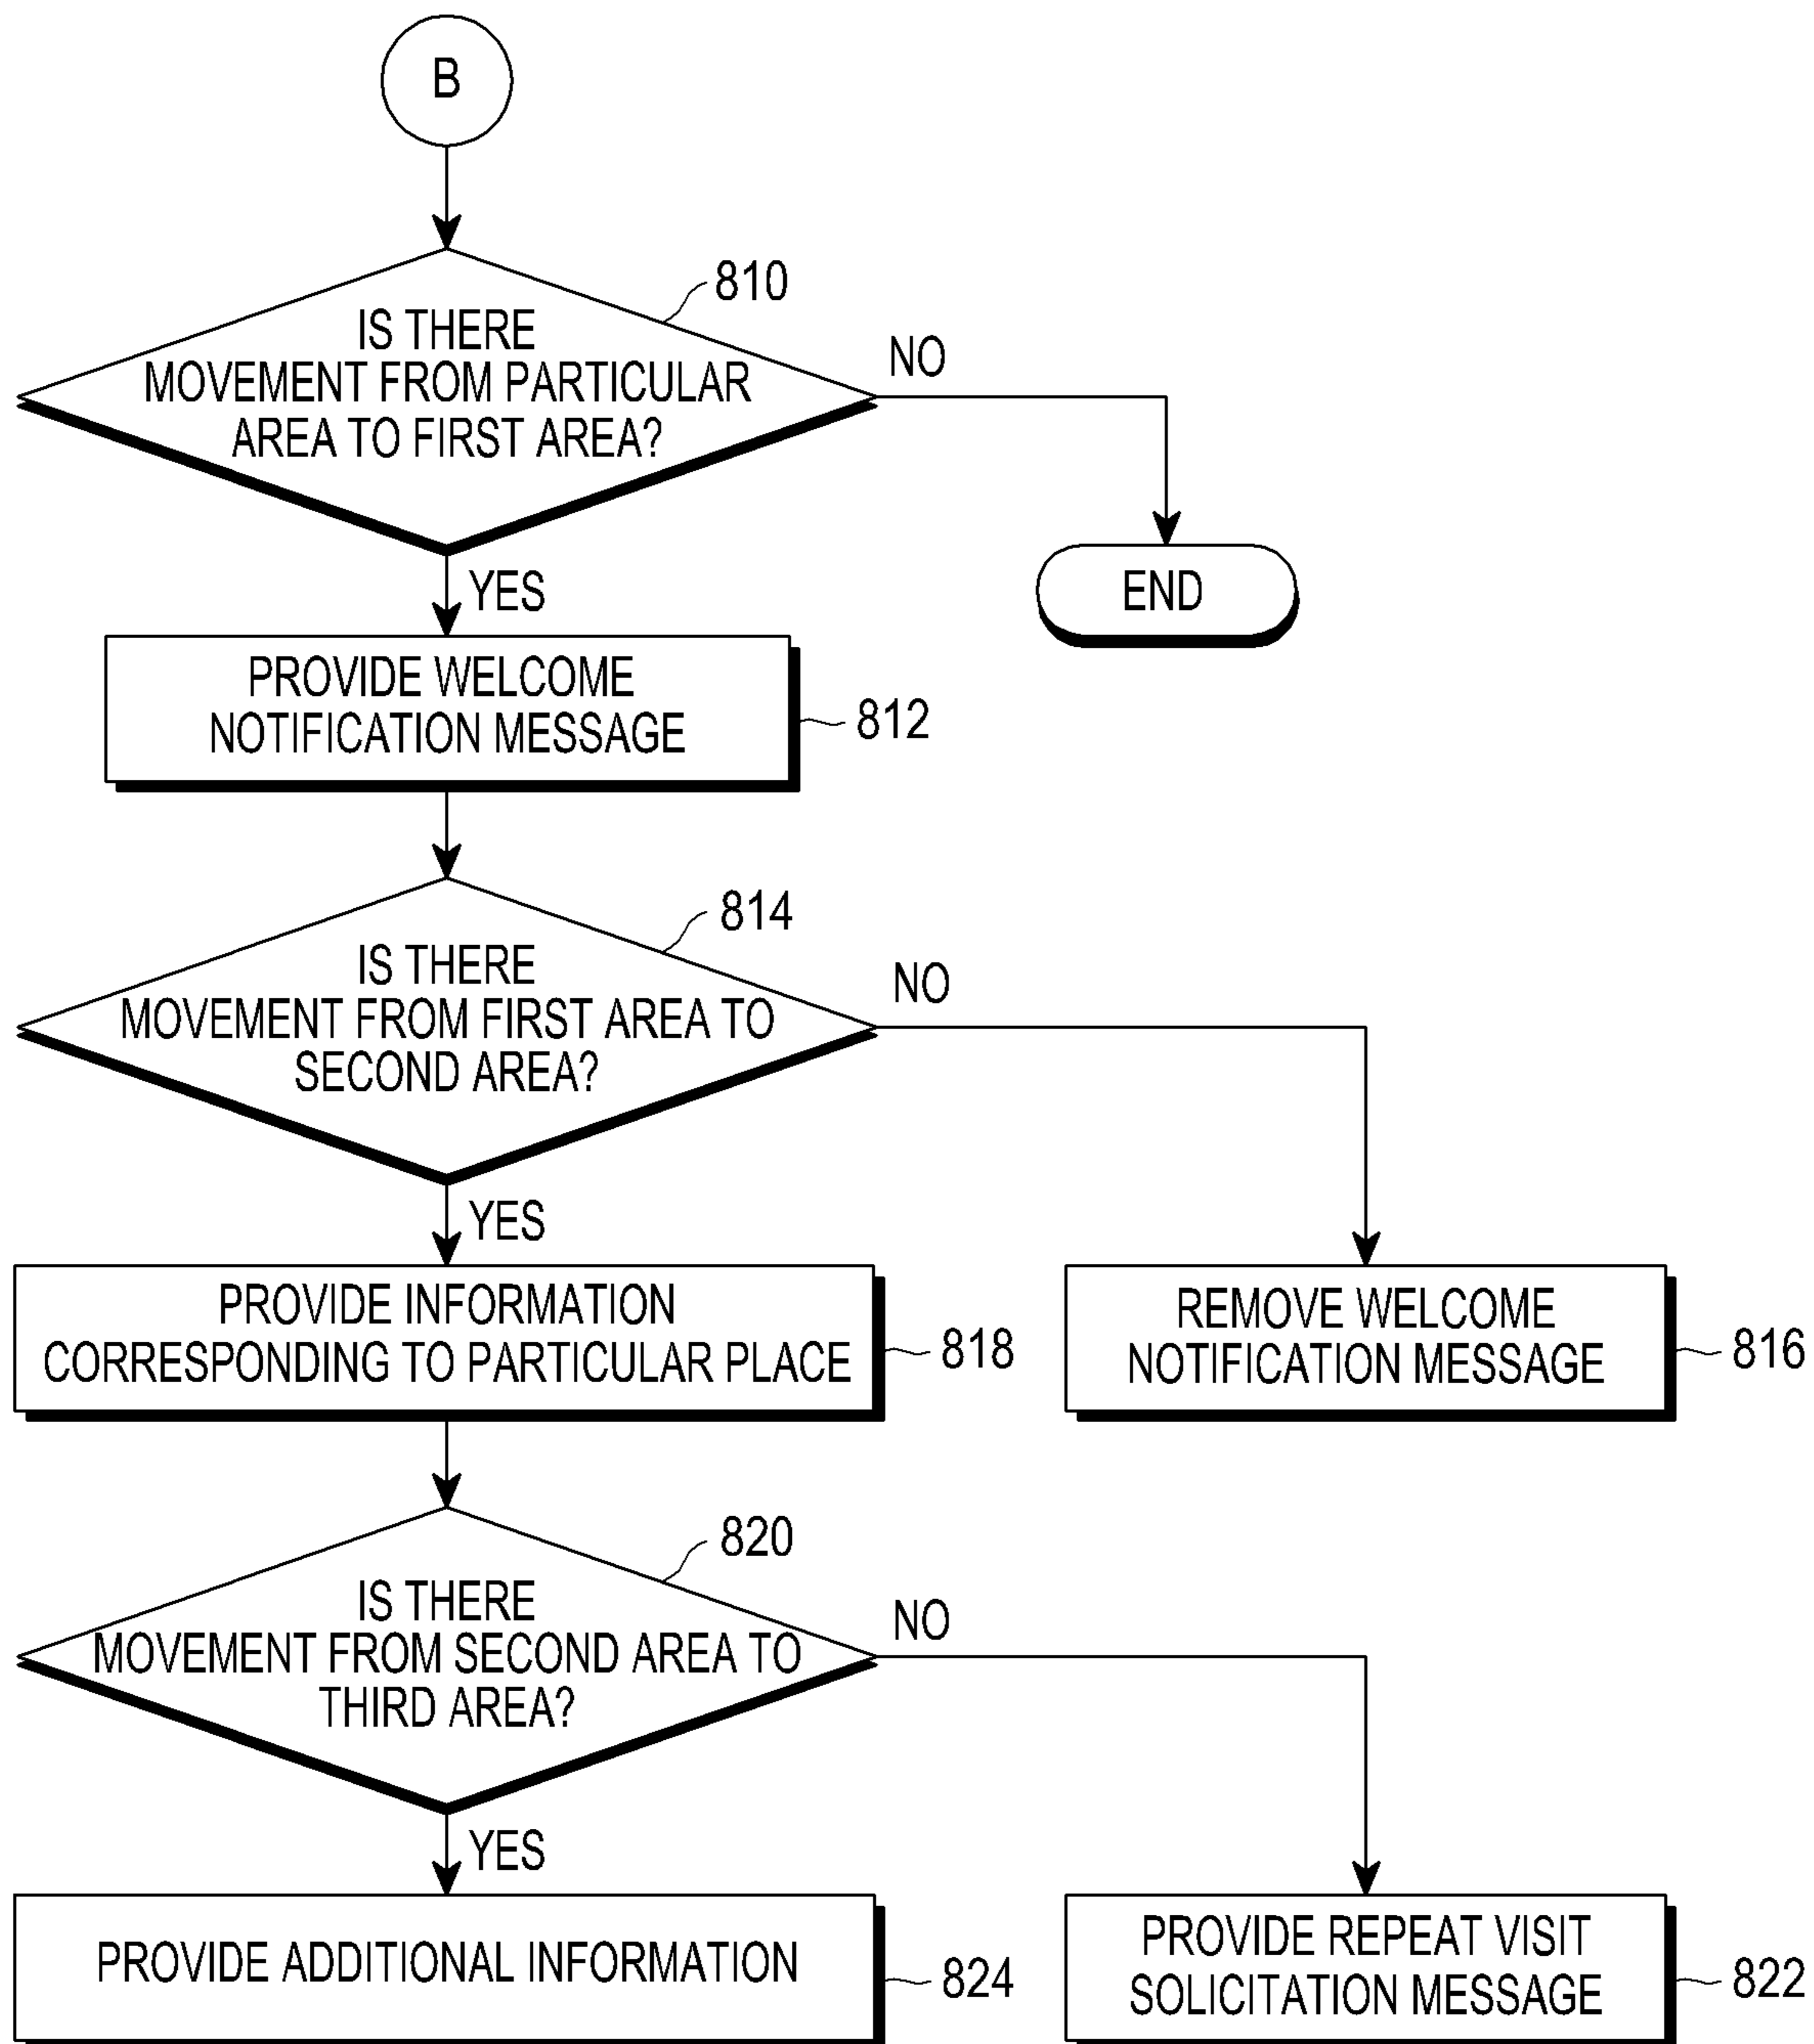 B
810
IS THERE
MOVEMENT FROM PARTICULAR
AREA TO FIRST AREA?
NO
END
YES
PROVIDE WELCOME
NOTIFICATION MESSAGE
812
814
IS THERE
MOVEMENT FROM FIRST AREA TO
SECOND AREA?
NO
YES
PROVIDE INFORMATION
CORRESPONDING TO PARTICULAR PLACE
818
REMOVE WELCOME
NOTIFICATION MESSAGE
816
820
IS THERE
MOVEMENT FROM SECOND AREA TO
THIRD AREA?
NO
YES
PROVIDE ADDITIONAL INFORMATION
824
PROVIDE REPEAT VISIT
SOLICITATION MESSAGE
822